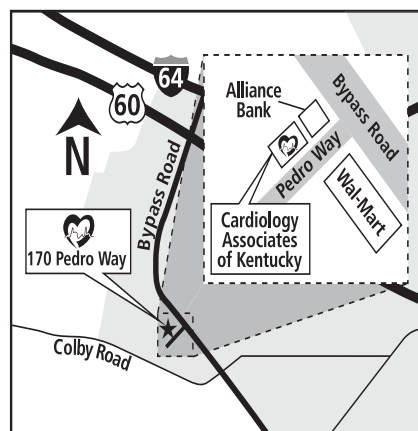 64
60
N
Alliance
Bank
Bypass Road
Pedro Way
Wal-Mart
Cardiology
Associates
of Kentucky
Bypass Road
170 Pedro Way
Colby Road